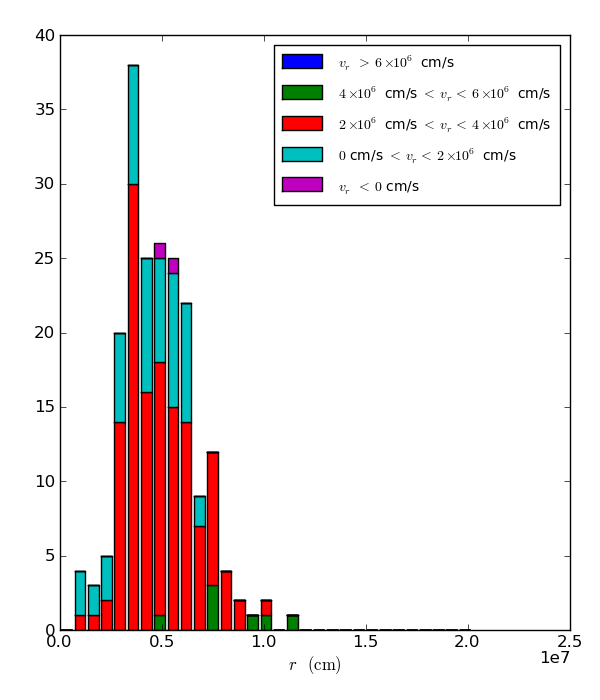 40
35
30
25
20
15
10
5
0
v_r > 6×10^6 cm/s
4×10^6 cm/s < v_r < 6×10^6 cm/s
2×10^6 cm/s < v_r < 4×10^6 cm/s
0 cm/s < v_r < 2×10^6 cm/s
v_r < 0 cm/s
0.0 0.5 1.0 1.5 2.0 2.5
1e7
r (cm)